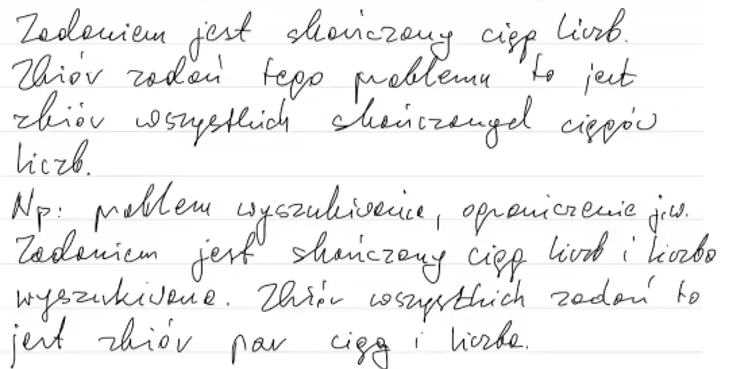 Zadaniem jest skończony ciąg liczb.
Zbiór zadań tego problemu to jest
zbiór wszystkich skończonych ciągów
liczb.
Np: problem wyszukiwania, ograniczenie j.w.
Zadaniem jest skończony ciąg liczb i liczba
wyszukiwana. Zbiór wszystkich zadań to
jest zbiór par ciąg i liczba.